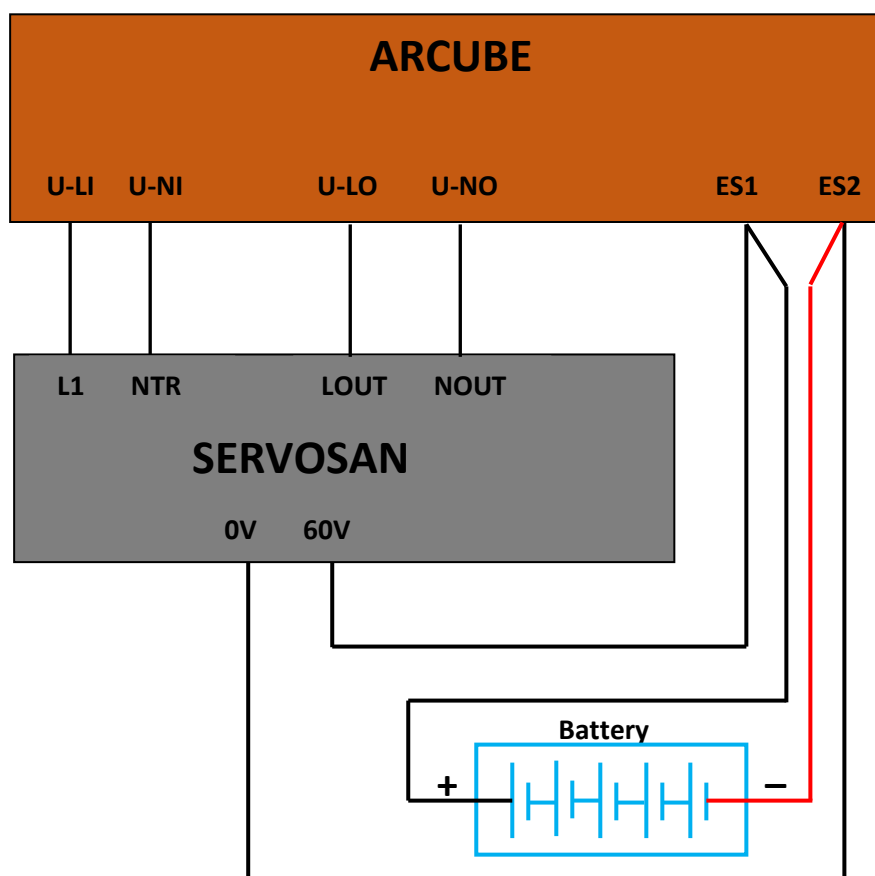 ARCUBE
U-LI U-NI U-LO U-NO ES1 ES2
L1 NTR LOUT NOUT
SERVOSAN
0V 60V
Battery
+ −